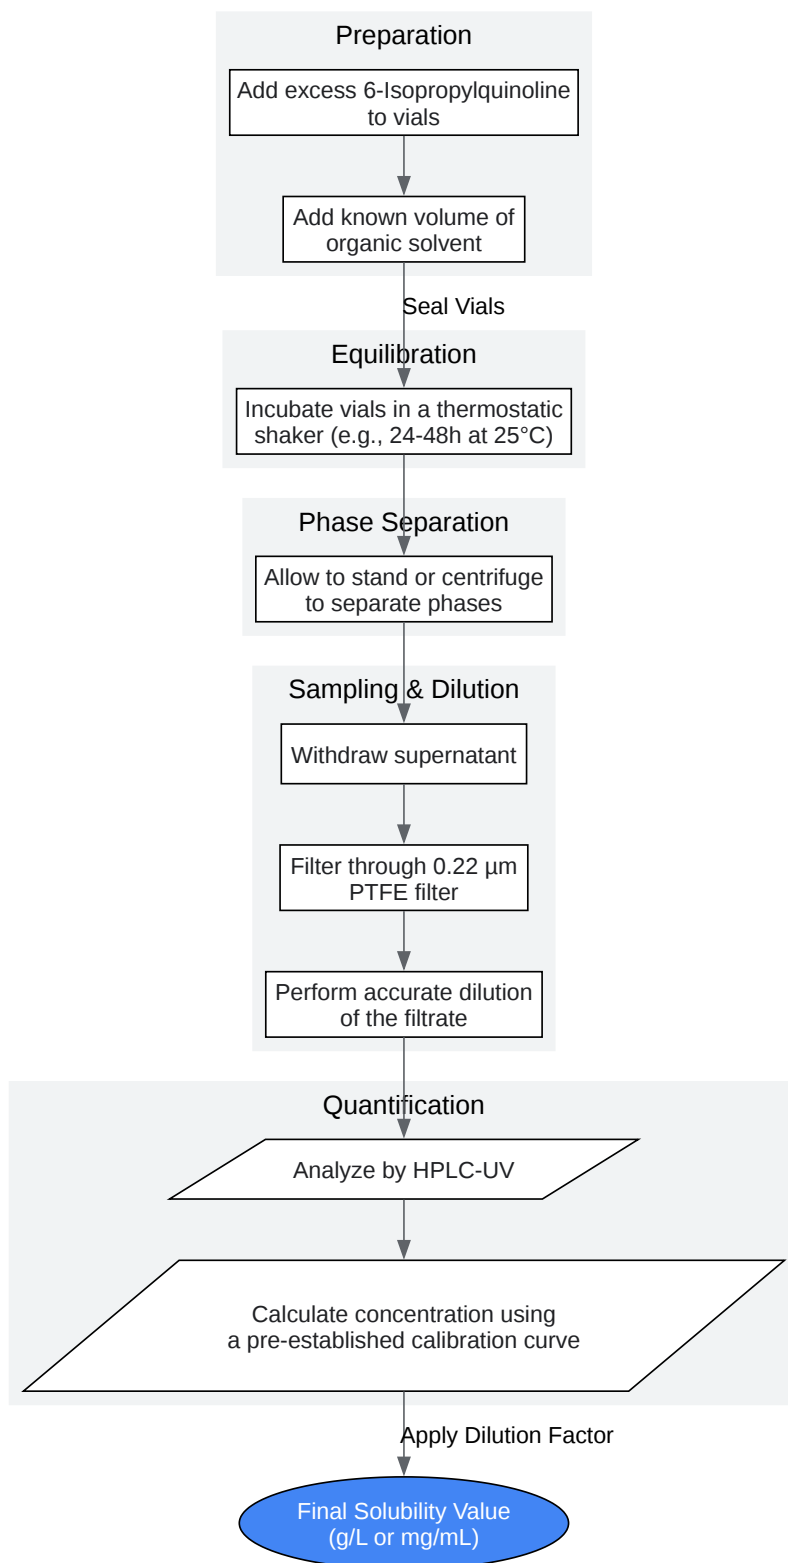 Preparation
Add excess 6-Isopropylquinoline
to vials
Add known volume of
organic solvent
Seal Vials
Equilibration
Incubate vials in a thermostatic
shaker (e.g., 24-48h at 25°C)
Phase Separation
Allow to stand or centrifuge
to separate phases
Sampling & Dilution
Withdraw supernatant
Filter through 0.22 µm
PTFE filter
Perform accurate dilution
of the filtrate
Quantification
Analyze by HPLC-UV
Calculate concentration using
a pre-established calibration curve
Apply Dilution Factor
Final Solubility Value
(g/L or mg/mL)